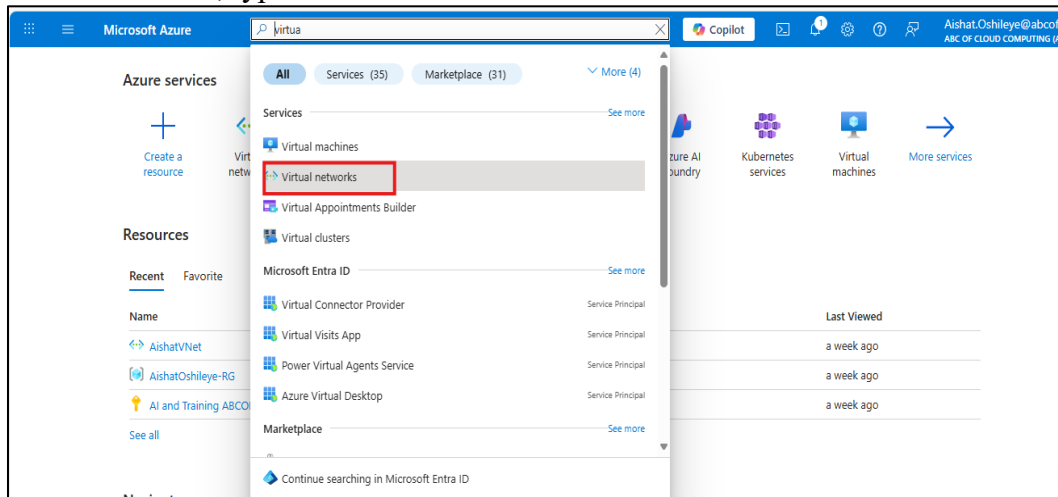 Microsoft Azure
virtua
Copilot
1
Aishat.Oshileye@abcof
ABC OF CLOUD COMPUTING (
Azure services
All
Services (35)
Marketplace (31)
More (4)
Services
See more
Create a resource
Virtual machines
Virtual networks
Virtual Appointments Builder
Virtual clusters
Kubernetes services
Virtual machines
More services
Resources
Microsoft Entra ID
See more
Recent
Favorite
Virtual Connector Provider
Service Principal
Name
Last Viewed
Virtual Visits App
Service Principal
AishatVNet
a week ago
Power Virtual Agents Service
Service Principal
AishatOshileye-RG
a week ago
Azure Virtual Desktop
Service Principal
AI and Training ABCO
a week ago
Marketplace
See more
See all
Continue searching in Microsoft Entra ID